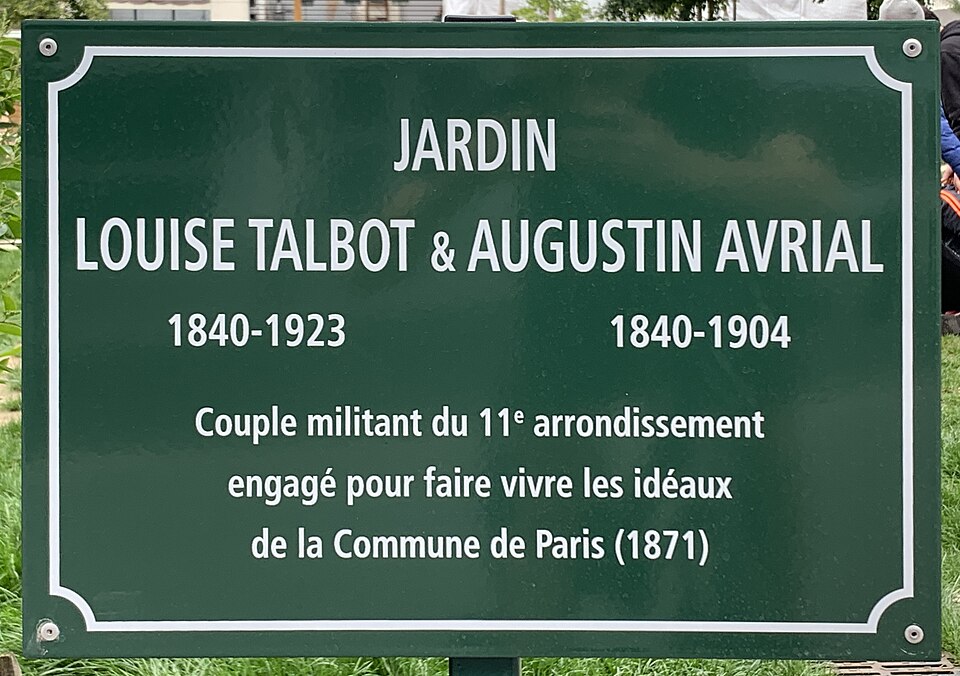 JARDIN
LOUISE TALBOT & AUGUSTIN AVRIAL
1840-1923 1840-1904
Couple militant du 11e arrondissement
engagé pour faire vivre les idéaux
de la Commune de Paris (1871)